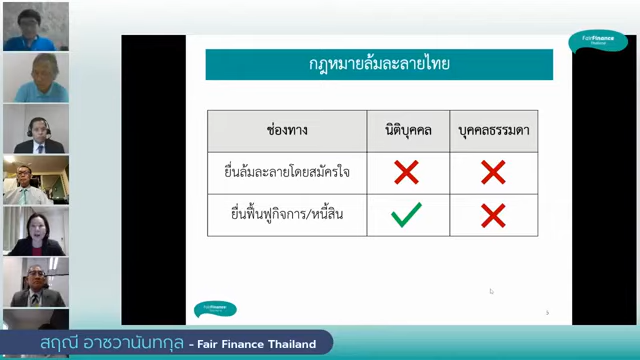 FairFinance
Thailand
กฎหมายล้มละลายไทย
ช่องทาง นิติบุคคล บุคคลธรรมดา
ยื่นล้มละลายโดยสมัครใจ
ยื่นฟื้นฟูกิจการ/หนี้สิน
FairFinance
สฤณี อาชวานันทกุล - Fair Finance Thailand